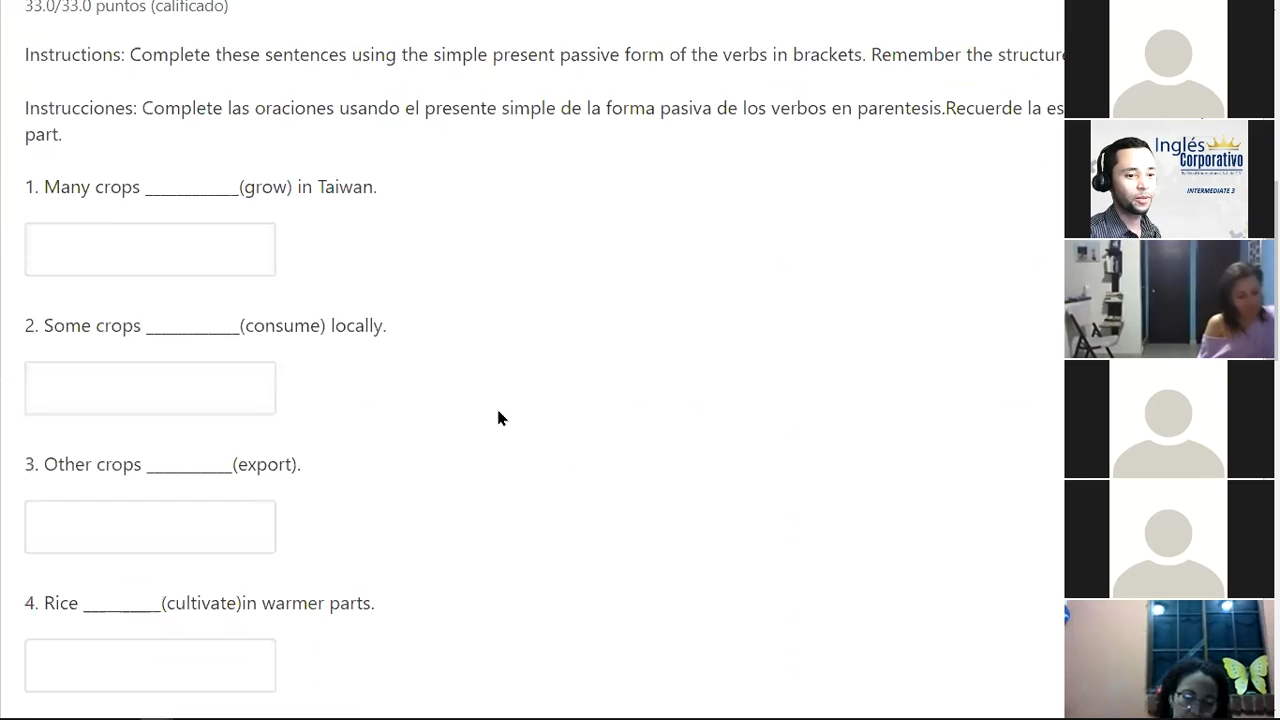 33.0/33.0 puntos (calificado)
Instructions: Complete these sentences using the simple present passive form of the verbs in brackets. Remember the structure
Instrucciones: Complete las oraciones usando el presente simple de la forma pasiva de los verbos en parentesis.Recuerde la es
part.
1. Many crops ___________(grow) in Taiwan.
2. Some crops ___________(consume) locally.
3. Other crops __________(export).
4. Rice _________(cultivate)in warmer parts.
Inglés
Corporativo
INTERMEDIATE 3